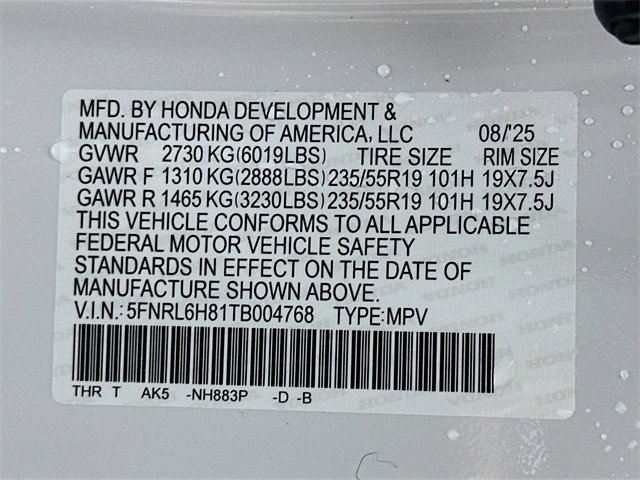 MFD. BY HONDA DEVELOPMENT &
MANUFACTURING OF AMERICA, LLC 08/'25
GVWR 2730 KG(6019LBS) TIRE SIZE RIM SIZE
GAWR F 1310 KG(2888LBS) 235/55R19 101H 19X7.5J
GAWR R 1465 KG(3230LBS) 235/55R19 101H 19X7.5J
THIS VEHICLE CONFORMS TO ALL APPLICABLE
FEDERAL MOTOR VEHICLE SAFETY
STANDARDS IN EFFECT ON THE DATE OF
MANUFACTURE SHOWN ABOVE.
V.I.N.: 5FNRL6H81TB004768 TYPE:MPV
THR T AK5 -NH883P -D -B